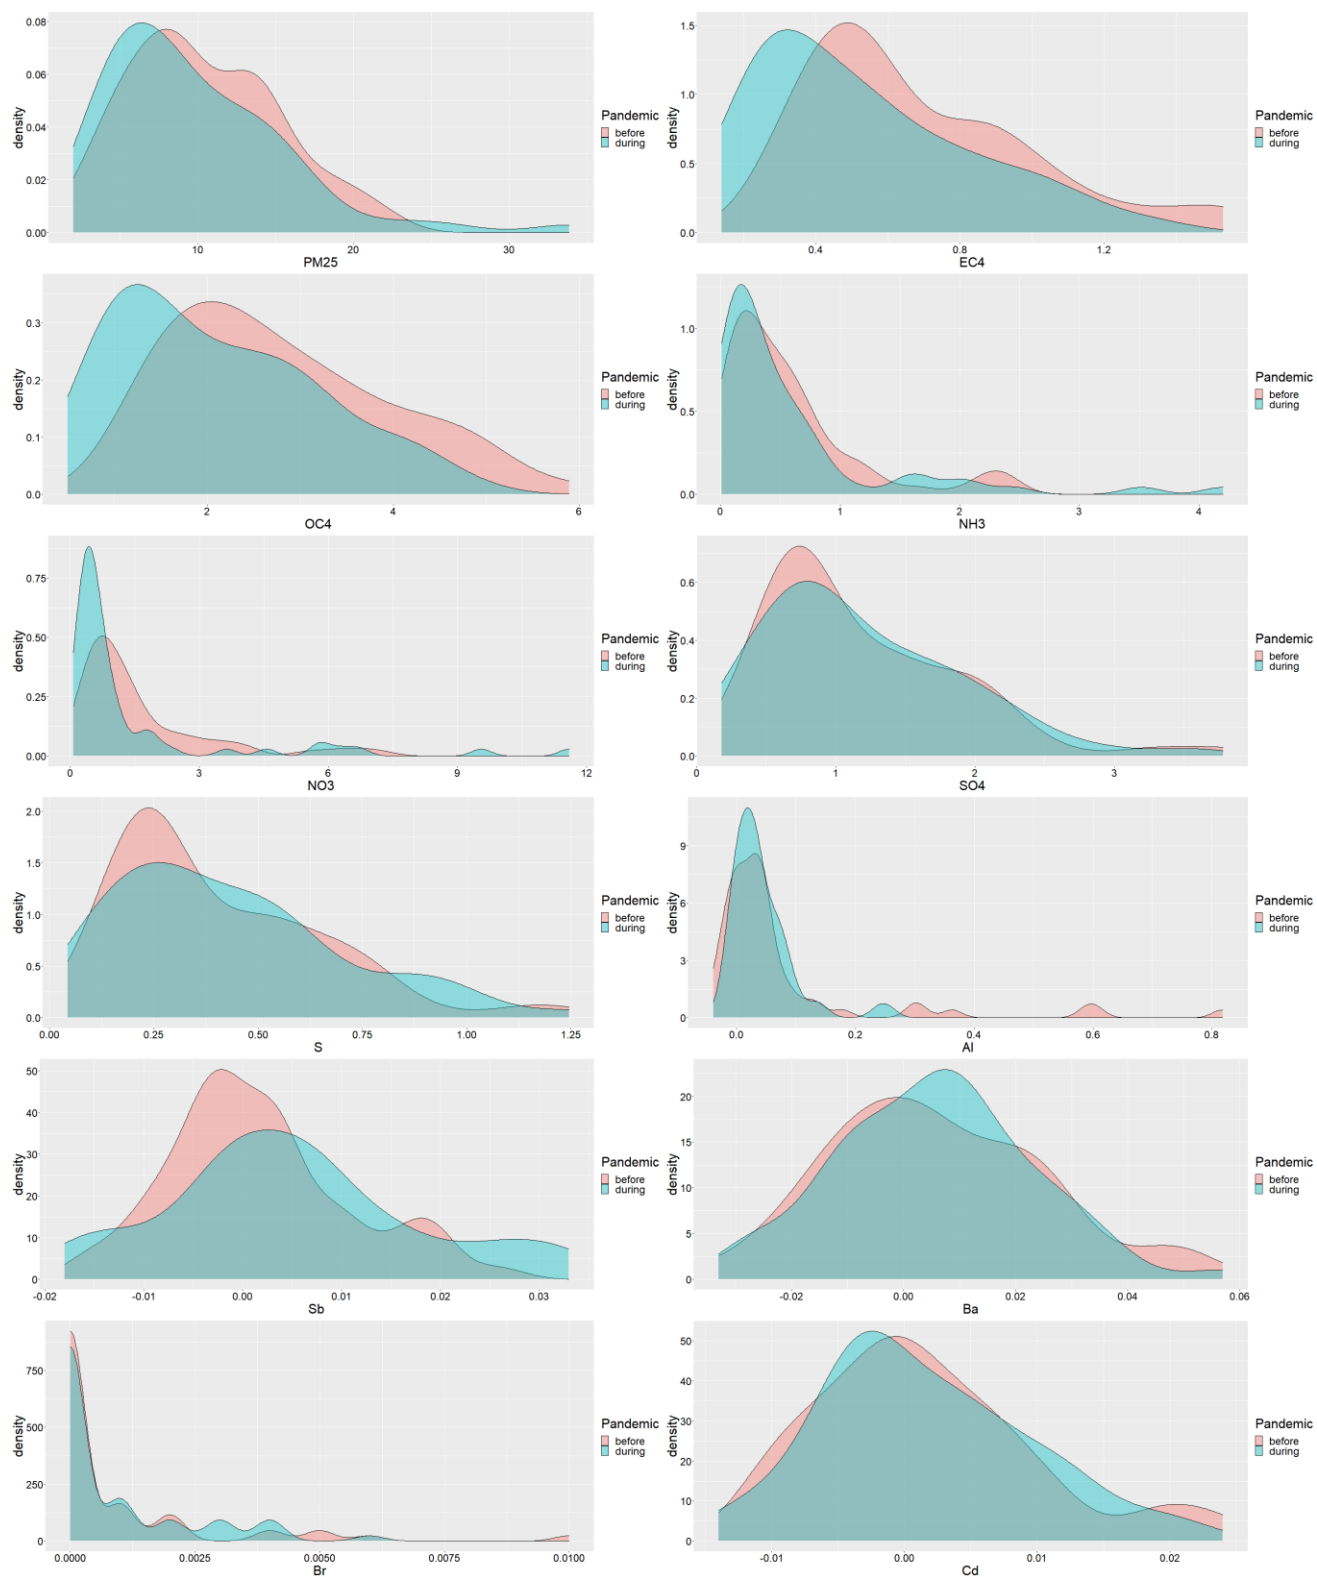 0.08
0.06
0.04
0.02
0.00
density
10
20
30
PM25
Pandemic
before
during
1.5
1.0
0.5
0.0
density
0.4
0.8
1.2
EC4
Pandemic
before
during
0.3
0.2
0.1
0.0
density
2
4
6
OC4
Pandemic
before
during
1.0
0.5
0.0
density
0
1
2
3
4
NH3
Pandemic
before
during
0.75
0.50
0.25
0.00
density
0
3
6
9
12
NO3
Pandemic
before
during
0.6
0.4
0.2
0.0
density
0
1
2
3
SO4
Pandemic
before
during
2.0
1.5
1.0
0.5
0.0
density
0.00
0.25
0.50
0.75
1.00
1.25
S
Pandemic
before
during
9
6
3
0
density
0.0
0.2
0.4
0.6
0.8
Al
Pandemic
before
during
50
40
30
20
10
0
density
-0.02
-0.01
0.00
0.01
0.02
0.03
Sb
Pandemic
before
during
20
15
10
5
0
density
-0.02
0.00
0.02
0.04
0.06
Ba
Pandemic
before
during
750
500
250
0
density
0.0000
0.0025
0.0050
0.0075
0.0100
Br
Pandemic
before
during
50
40
30
20
10
0
density
-0.01
0.00
0.01
0.02
Cd
Pandemic
before
during